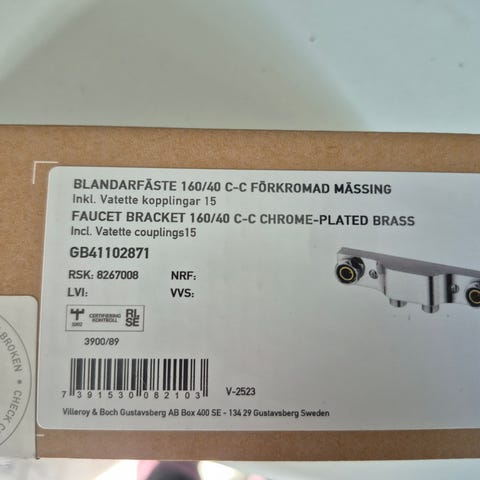 BLANDARFÄSTE 160/40 C-C FÖRKROMAD MÄSSING
Inkl. Vatette kopplingar 15
FAUCET BRACKET 160/40 C-C CHROME-PLATED BRASS
Incl. Vatette couplings15
GB41102871
RSK: 8267008 NRF:
LVI: VVS:
1002 CERTIFIERING KONTROLL RI. SE
3900/89
7 391530 082103
V-2523
Villeroy & Boch Gustavsberg AB Box 400 SE - 134 29 Gustavsberg Sweden
BROKEN • CHECK